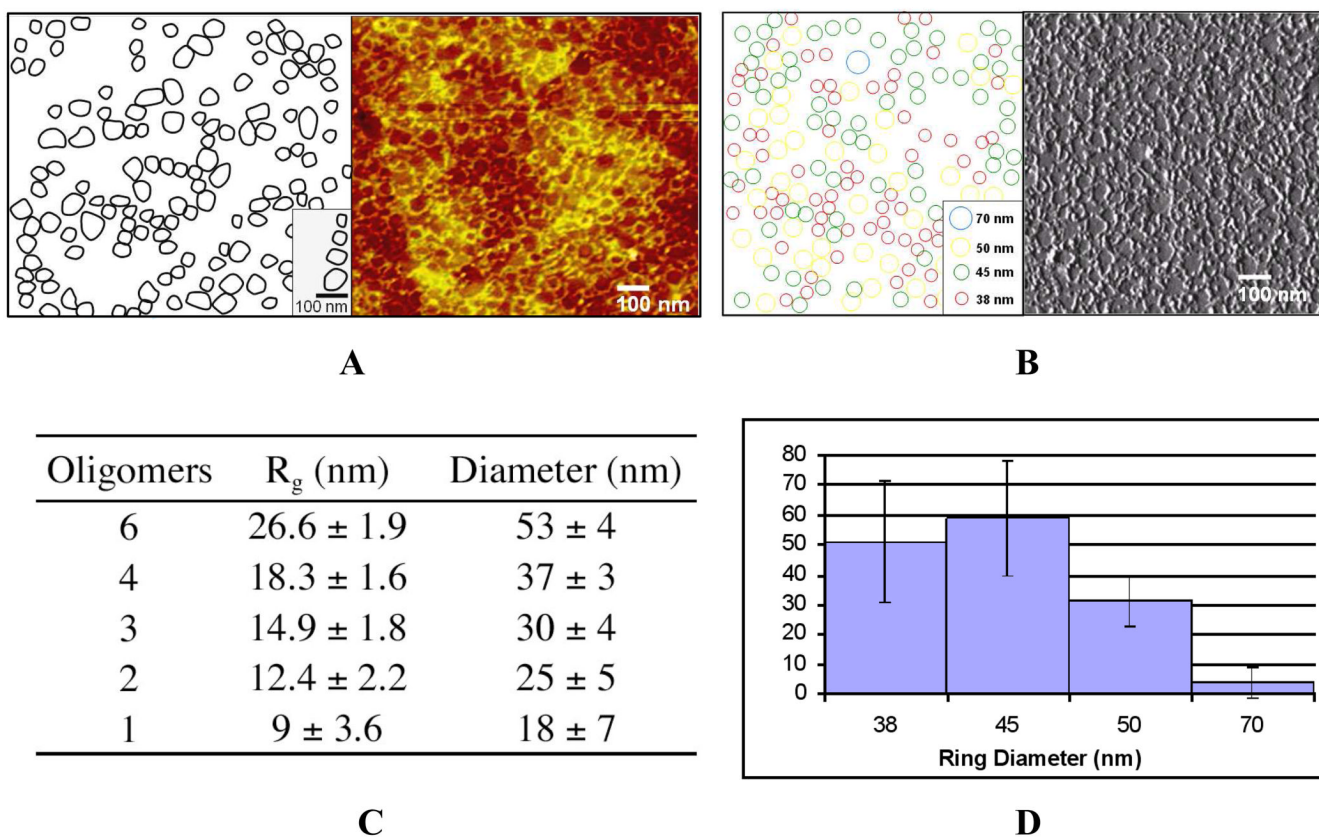 100 nm
100 nm
A
70 nm
50 nm
45 nm
38 nm
100 nm
B
Oligomers R_g (nm) Diameter (nm)
6 26.6 ± 1.9 53 ± 4
4 18.3 ± 1.6 37 ± 3
3 14.9 ± 1.8 30 ± 4
2 12.4 ± 2.2 25 ± 5
1 9 ± 3.6 18 ± 7
C
80
70
60
50
40
30
20
10
0
38 45 50 70
Ring Diameter (nm)
D